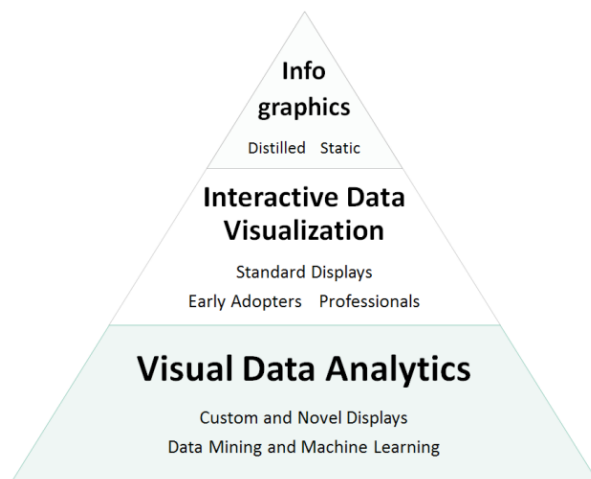 Info
graphics
Distilled Static
Interactive Data
Visualization
Standard Displays
Early Adopters Professionals
Visual Data Analytics
Custom and Novel Displays
Data Mining and Machine Learning